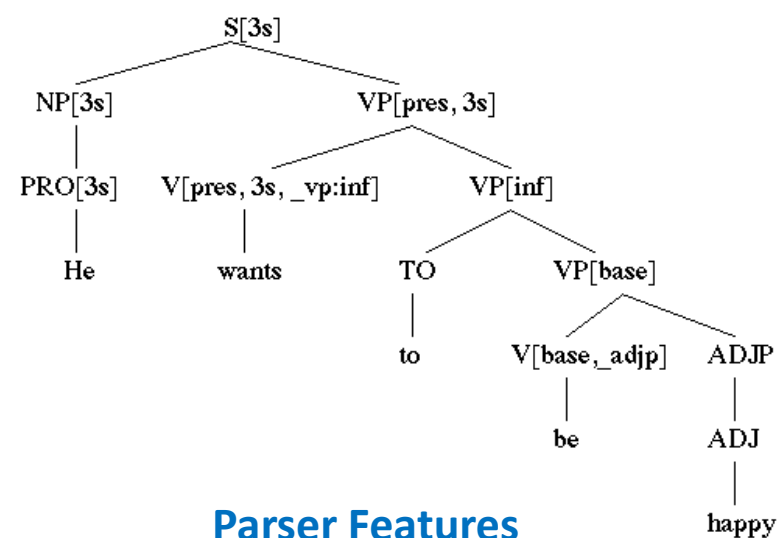 S[3s]
NP[3s] VP[pres, 3s]
PRO[3s] V[pres, 3s, _vp:inf] VP[inf]
He wants TO VP[base]
to V[base,_adjp] ADJP
be ADJ
Parser Features happy